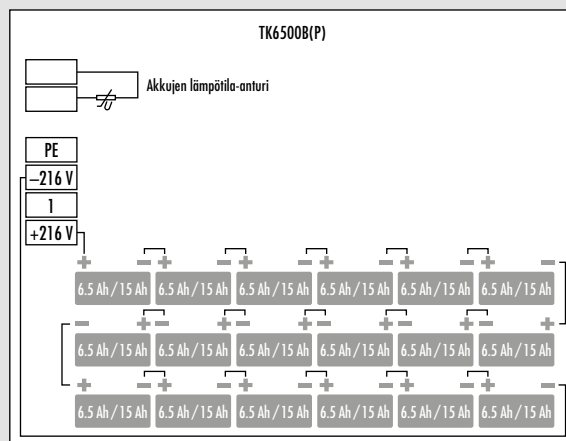 TK6500B(P)
Akkujen lämpötila-anturi
PE
–216 V
1
+216 V
+ – + – + – + – + – + –
6.5 Ah / 15 Ah 6.5 Ah / 15 Ah 6.5 Ah / 15 Ah 6.5 Ah / 15 Ah 6.5 Ah / 15 Ah 6.5 Ah / 15 Ah
– + – + – + – + – + – +
6.5 Ah / 15 Ah 6.5 Ah / 15 Ah 6.5 Ah / 15 Ah 6.5 Ah / 15 Ah 6.5 Ah / 15 Ah 6.5 Ah / 15 Ah
+ – + – + – + – + – + –
6.5 Ah / 15 Ah 6.5 Ah / 15 Ah 6.5 Ah / 15 Ah 6.5 Ah / 15 Ah 6.5 Ah / 15 Ah 6.5 Ah / 15 Ah